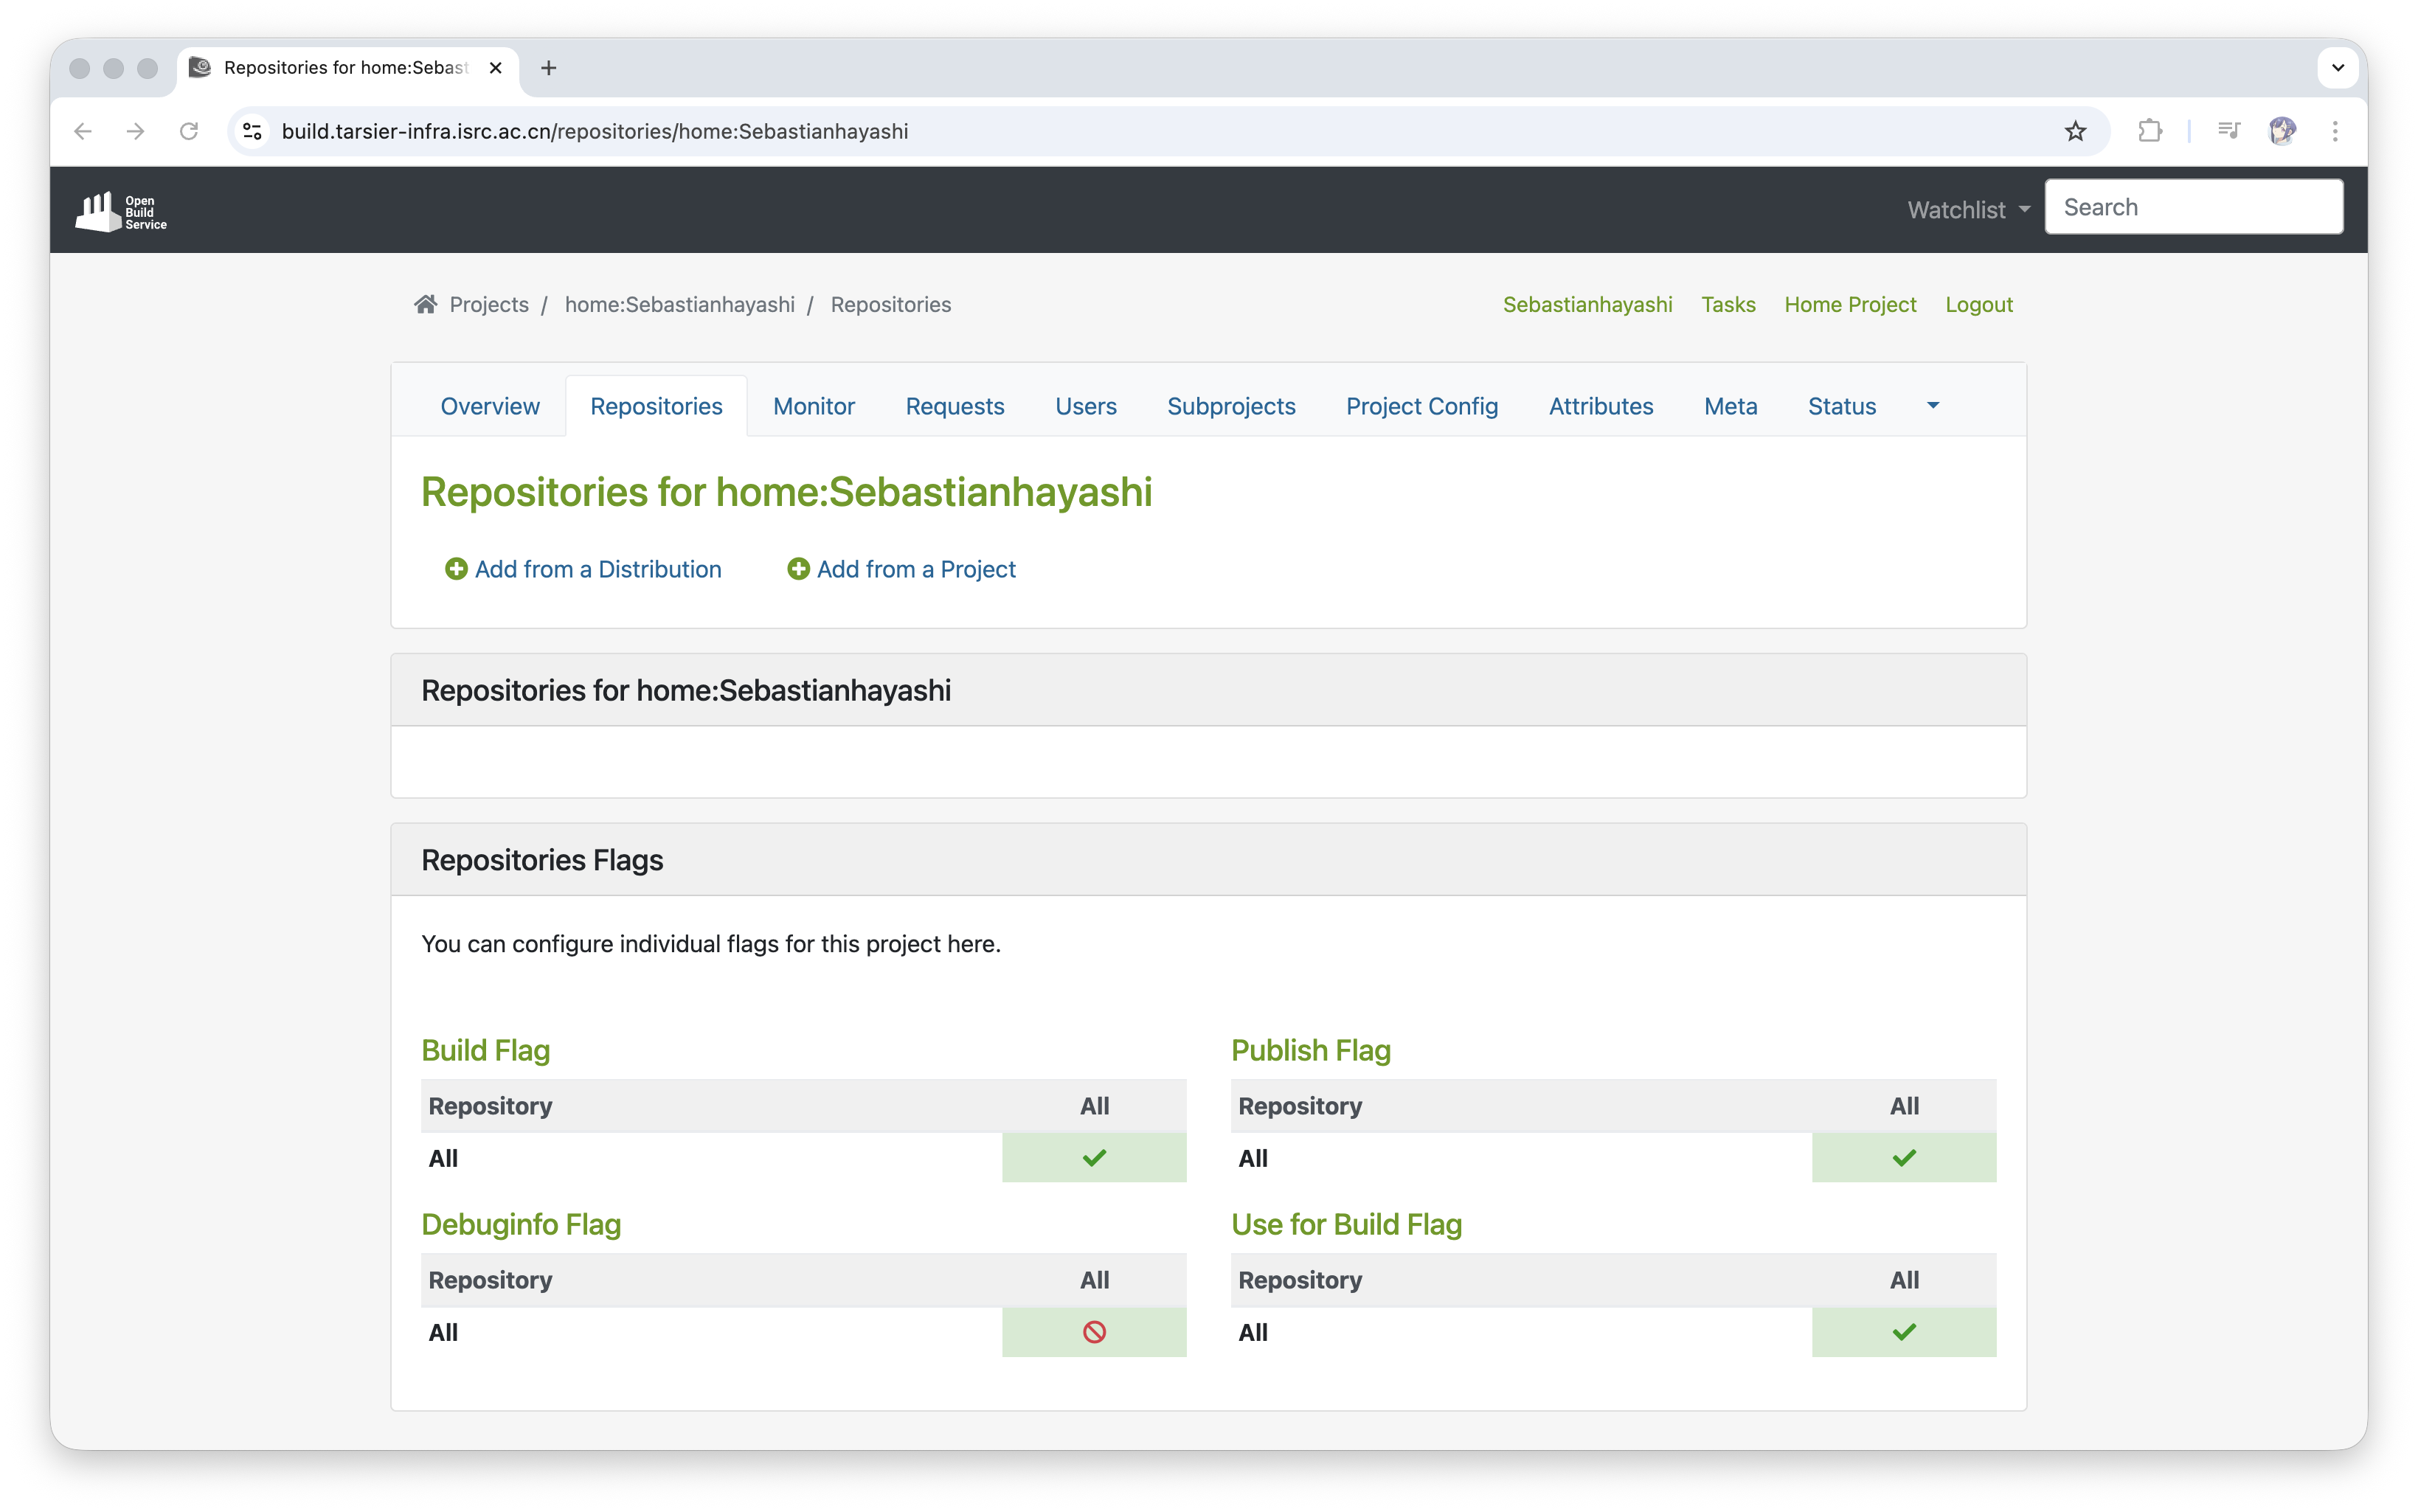 Repositories for home:Sebast
build.tarsier-infra.isrc.ac.cn/repositories/home:Sebastianhayashi
Open
Build
Service
Watchlist
Search
Projects / home:Sebastianhayashi / Repositories
Sebastianhayashi Tasks Home Project Logout
Overview Repositories Monitor Requests Users Subprojects Project Config Attributes Meta Status
Repositories for home:Sebastianhayashi
Add from a Distribution Add from a Project
Repositories for home:Sebastianhayashi
Repositories Flags
You can configure individual flags for this project here.
Build Flag
Repository All
All
Publish Flag
Repository All
All
Debuginfo Flag
Repository All
All
Use for Build Flag
Repository All
All